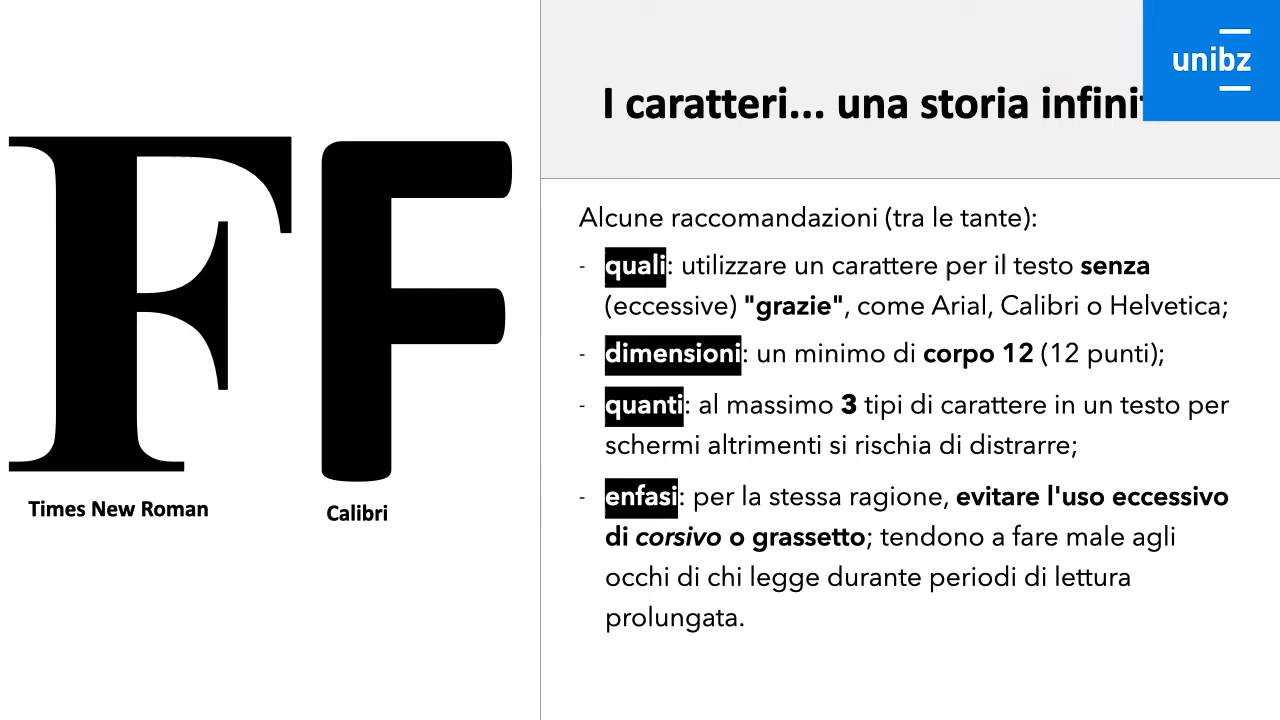 FF
Times New Roman
Calibri
unibz
I caratteri... una storia
Alcune raccomandazioni (tra le tante):
- quali: utilizzare un carattere per il testo senza
(eccessive) "grazie", come Arial, Calibri o Helvetica;
- dimensioni: un minimo di corpo 12 (12 punti);
- quanti: al massimo 3 tipi di carattere in un testo per
schermi altrimenti si rischia di distrarre;
- enfasi: per la stessa ragione, evitare l'uso eccessivo
di corsivo o grassetto; tendono a fare male agli
occhi di chi legge durante periodi di lettura
prolungata.